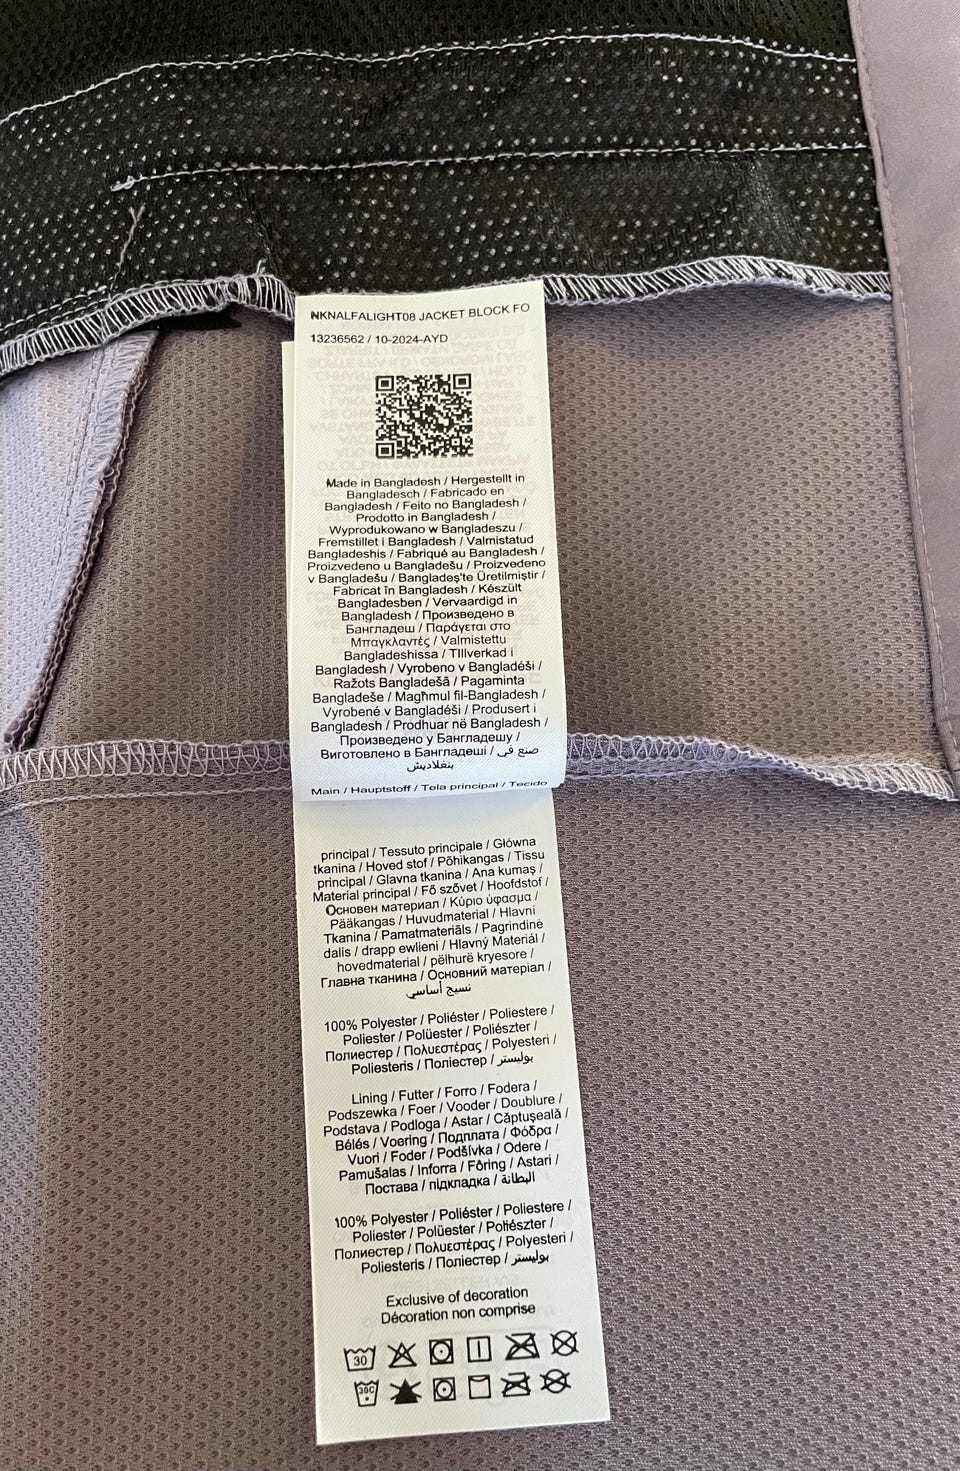 NKNALFALIGHT08 JACKET BLOCK FO
13236562 / 10-2024-AYD
Made in Bangladesh / Hergestellt in
Bangladesch / Fabricado en
Bangladesh / Feito no Bangladesh /
Prodotto in Bangladesh /
Wyprodukowano w Bangladeszu /
Fremstillet i Bangladesh / Valmistatud
Bangladeshis / Fabriqué au Bangladesh /
Proizvedeno u Bangladešu / Proizvedeno
v Bangladešu / Bangladeş'te Üretilmiştir /
Fabricat în Bangladesh / Készült
Bangladesben / Vervaardigd in
Bangladesh / Произведено в
Бангладеш / Παράγεται στο
Μπαγκλαντές / Valmistettu
Bangladeshissa / TIllverkad i
Bangladesh / Vyrobeno v Bangladéši /
Ražots Bangladešā / Pagaminta
Bangladeše / Magħmul fil-Bangladesh /
Vyrobené v Bangladéši / Produsert i
Bangladesh / Prodhuar në Bangladesh /
Произведено у Бангладешу /
Виготовлено в Бангладеші / صنع في
بنغلاديش
Main / Hauptstoff / Tela principal / Tecido
principal / Tessuto principale / Główna
tkanina / Hoved stof / Põhikangas / Tissu
principal / Glavna tkanina / Ana kumaş /
Material principal / Fő szővet / Hoofdstof /
Основен материал / Κύριο ύφασμα /
Pääkangas / Huvudmaterial / Hlavní
Tkanina / Pamatmateriāls / Pagrindinė
dalis / drapp ewlieni / Hlavný Materiál /
hovedmaterial / pëlhurë kryesore /
Главна тканина / Основний матеріал /
نسيج أساسي
100% Polyester / Poliéster / Poliestere /
Poliester / Polüester / Poliészter /
Полиестер / Πολυεστέρας / Polyesteri /
Poliesteris / Поліестер / بوليستر
Lining / Futter / Forro / Fodera /
Podszewka / Foer / Vooder / Doublure /
Podstava / Podloga / Astar / Căptușeală /
Bélés / Voering / Подплата / Φόδρα /
Vuori / Foder / Podšívka / Odere /
Pamušalas / Inforra / Fôring / Astari /
Постава / підкладка / البطانة
100% Polyester / Poliéster / Poliestere /
Poliester / Polüester / Poliészter /
Полиестер / Πολυεστέρας / Polyesteri /
Poliesteris / Поліестер / بوليستر
Exclusive of decoration
Décoration non comprise
30
30C